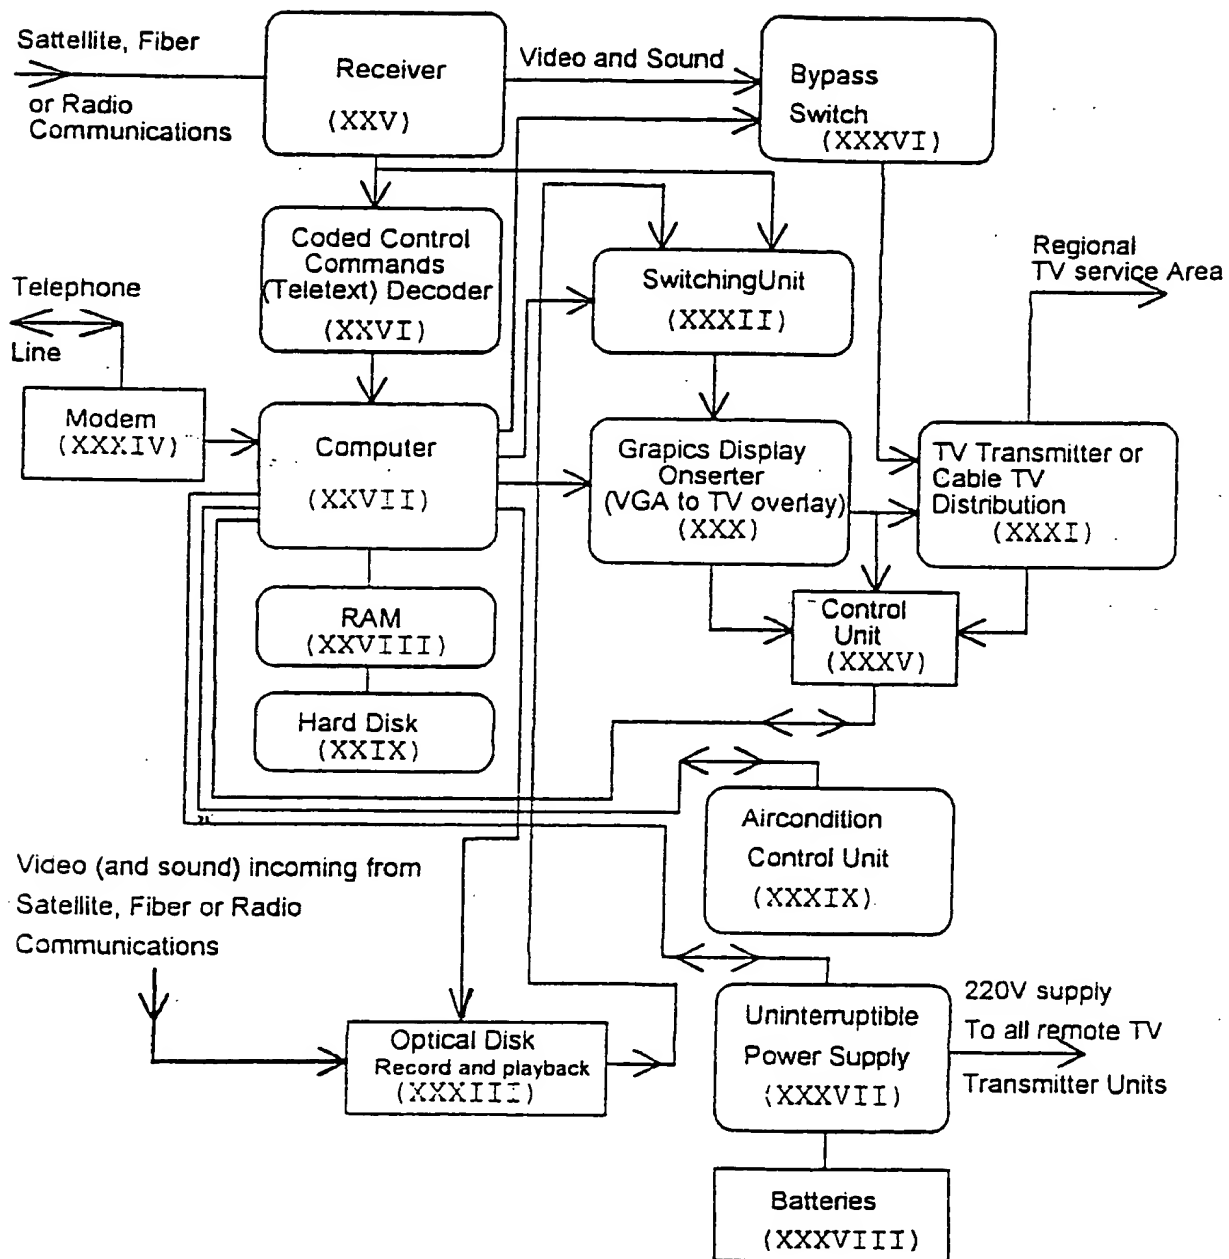 Sattellite, Fiber
or Radio
Communications
Receiver
(XXV)
Video and Sound
Bypass
Switch
(XXXVI)
Coded Control
Commands
(Teletext) Decoder
(XXVI)
SwitchingUnit
(XXXII)
Regional
TV service Area
Telephone
Line
Modem
(XXXIV)
Computer
(XXVII)
Grapics Display
Onserter
(VGA to TV overlay)
(XXX)
TV Transmitter or
Cable TV
Distribution
(XXXI)
RAM
(XXVIII)
Control
Unit
(XXXV)
Hard Disk
(XXIX)
Aircondition
Control Unit
(XXXIX)
Video (and sound) incoming from
Satellite, Fiber or Radio
Communications
Optical Disk
Record and playback
(XXXIII)
Uninterruptible
Power Supply
(XXXVII)
220V supply
To all remote TV
Transmitter Units
Batteries
(XXXVIII)